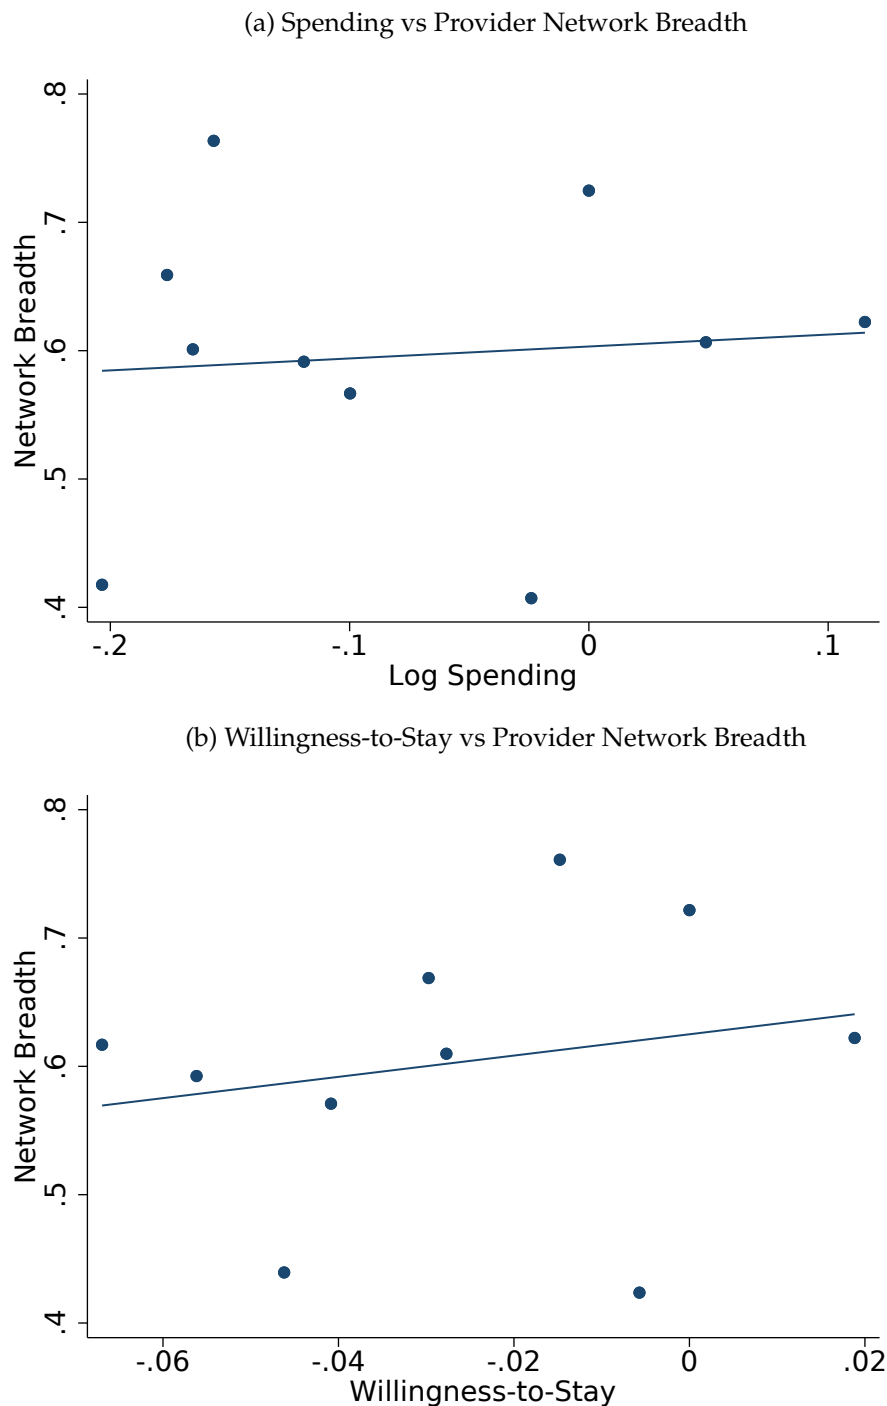 (a) Spending vs Provider Network Breadth
.8
.7
.6
.5
.4
Network Breadth
-.2 -.1 0 .1
Log Spending
(b) Willingness-to-Stay vs Provider Network Breadth
.8
.7
.6
.5
.4
Network Breadth
-.06 -.04 -.02 0 .02
Willingness-to-Stay